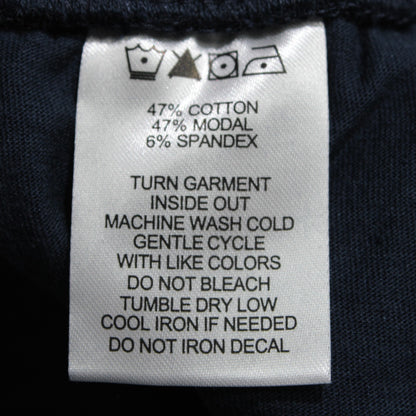 47% COTTON
47% MODAL
6% SPANDEX
TURN GARMENT
INSIDE OUT
MACHINE WASH COLD
GENTLE CYCLE
WITH LIKE COLORS
DO NOT BLEACH
TUMBLE DRY LOW
COOL IRON IF NEEDED
DO NOT IRON DECAL